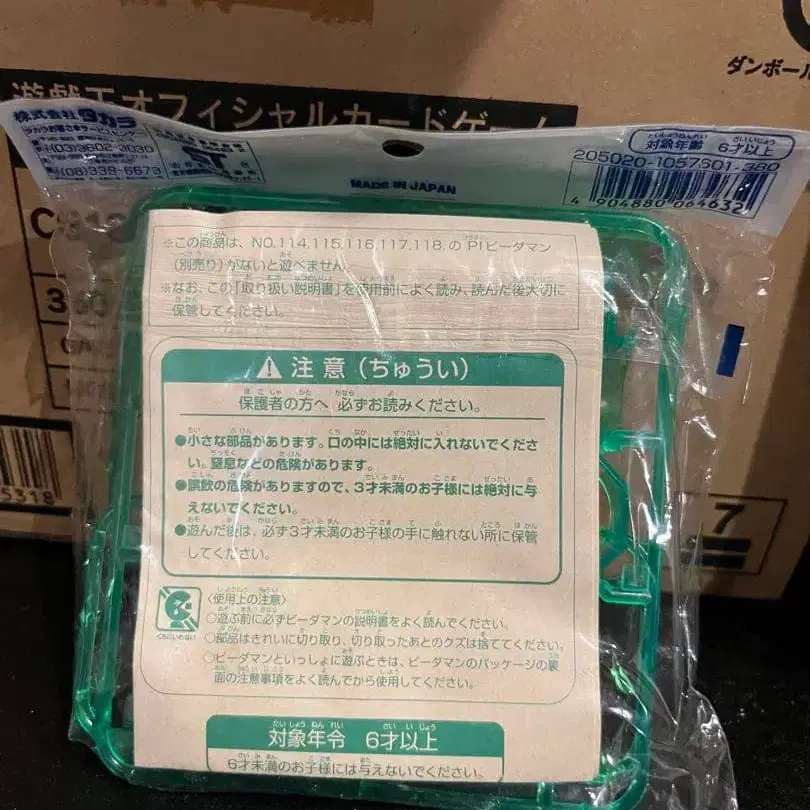 ダンボール
遊戯王オフィシャルカードゲーム
株式会社タカラ
(03)3602-3030
(06)339-6673
ST
MADE IN JAPAN
対象年齢 6才以上
205020-1057601-380
4 904880 064632
※この商品は、NO.114,115,116,117,118,の PIビーダマン
(別売り)がないと遊べません。
※なお、この「取り扱い説明書」を使用前によく読み、読んだ後大切に
保管してください。
⚠ 注意(ちゅうい)
保護者の方へ 必ずお読みください。
●小さな部品があります。口の中には絶対に入れないでくださ
い。窒息などの危険があります。
●誤飲の危険がありますので、3才未満のお子様には絶対に与
えないでください。
●遊んだ後は、必ず3才未満のお子様の手に触れない所に保管
してください。
〈使用上の注意〉
○遊ぶ前に必ずビーダマンの説明書をよく読んでください。
○部品はきれいに切り取り、切り取ったあとのクズは捨ててください。
○ビーダマンといっしょに遊ぶときは、ビーダマンのパッケージの裏
面の注意事項をよく読んでから使用してください。
くちにいれない
対象年令 6才以上
6才未満のお子様には与えないでください。
5318
7